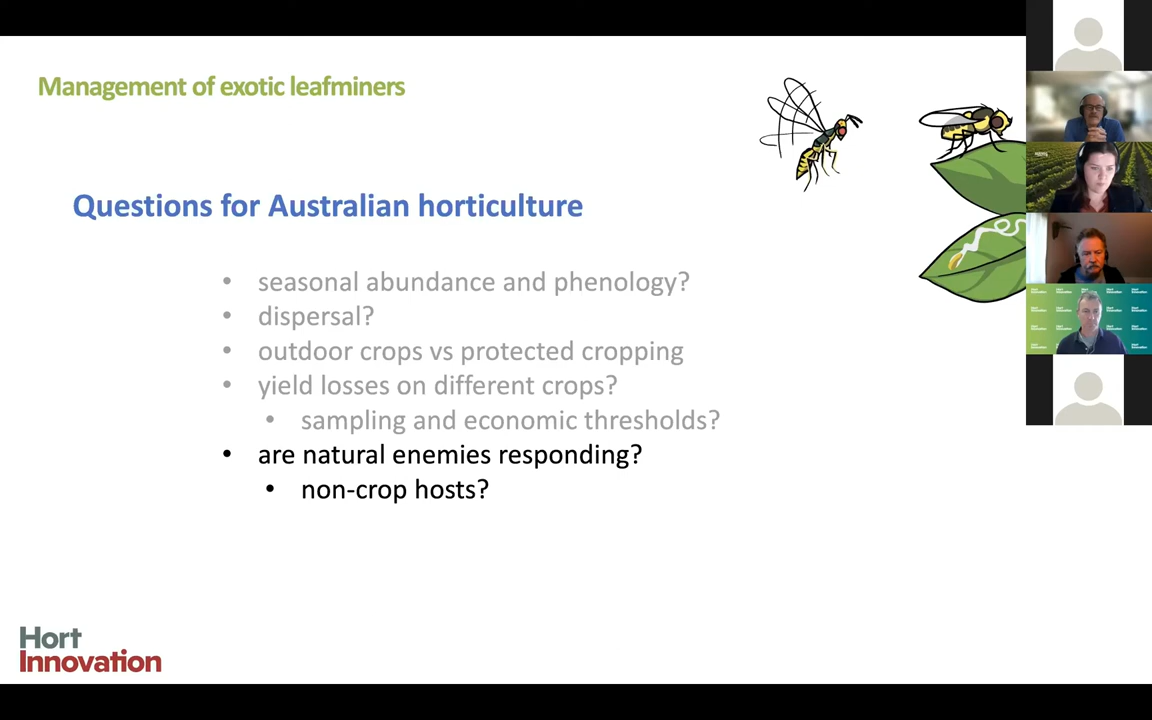 Management of exotic leafminers
Questions for Australian horticulture
• seasonal abundance and phenology?
• dispersal?
• outdoor crops vs protected cropping
• yield losses on different crops?
• sampling and economic thresholds?
• are natural enemies responding?
• non-crop hosts?
Hort
Innovation